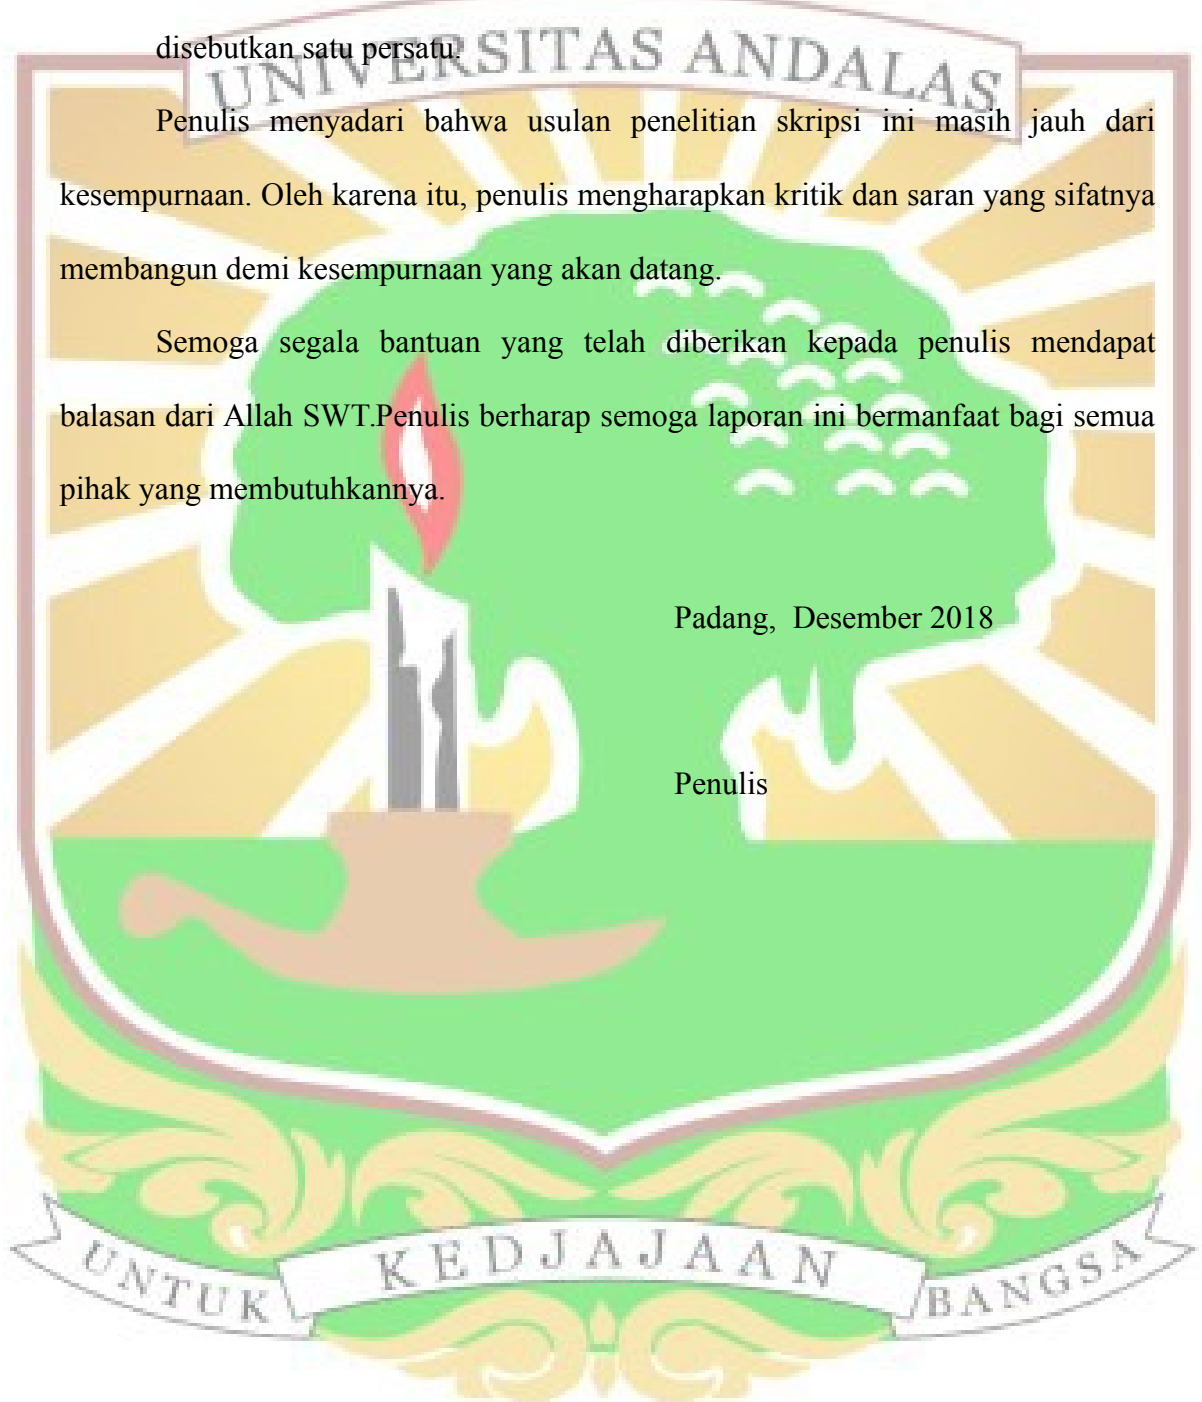 disebutkan satu persatu.
UNIVERSITAS ANDALAS
Penulis menyadari bahwa usulan penelitian skripsi ini masih jauh dari
kesempurnaan. Oleh karena itu, penulis mengharapkan kritik dan saran yang sifatnya
membangun demi kesempurnaan yang akan datang.
Semoga segala bantuan yang telah diberikan kepada penulis mendapat
balasan dari Allah SWT.Penulis berharap semoga laporan ini bermanfaat bagi semua
pihak yang membutuhkannya.
Padang,  Desember 2018
Penulis
UNTUK KEDJAJAAN BANGSA